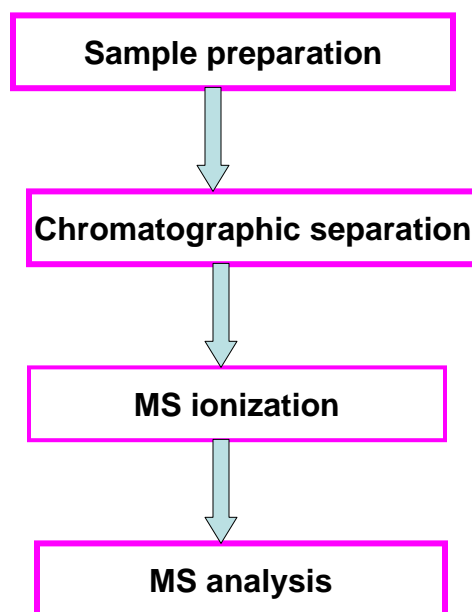 Sample preparation
Chromatographic separation
MS ionization
MS analysis